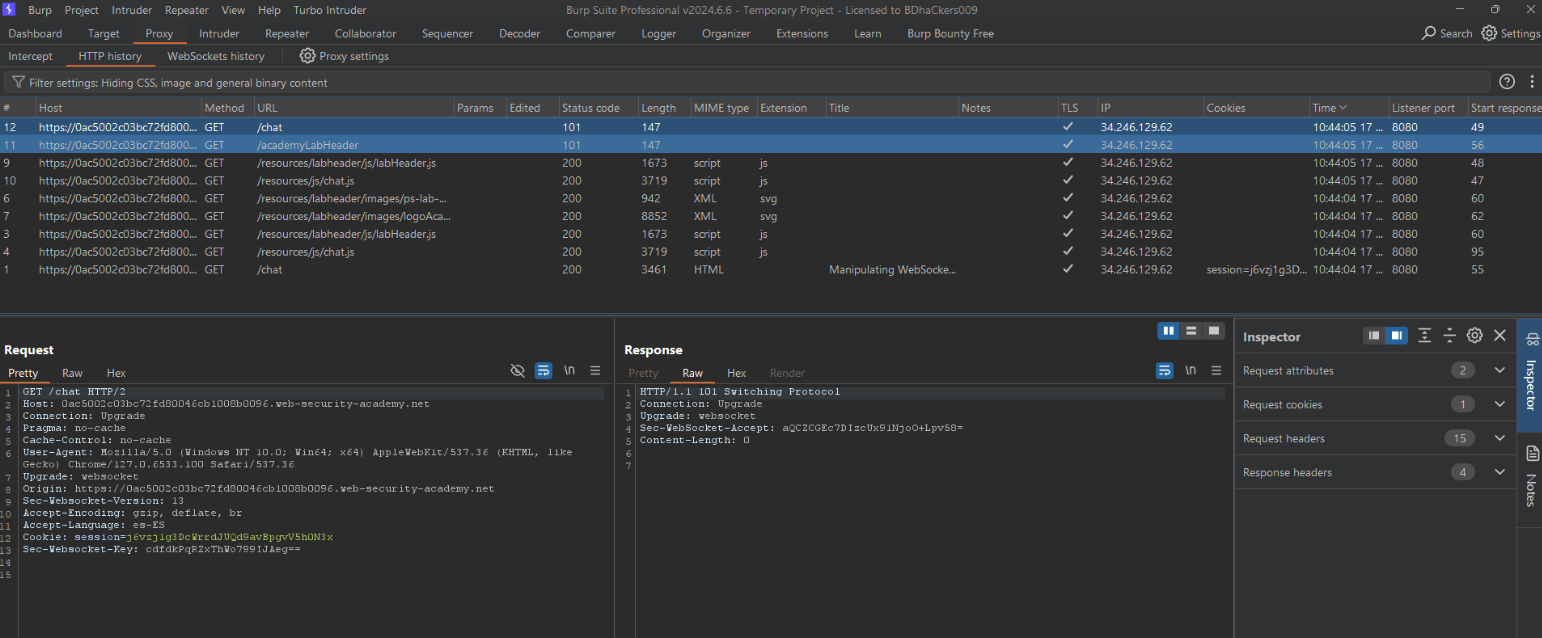 Burp Project Intruder Repeater View Help Turbo Intruder Burp Suite Professional v2024.6.6 - Temporary Project - Licensed to BDhaCkers009
Dashboard Target Proxy Intruder Repeater Collaborator Sequencer Decoder Comparer Logger Organizer Extensions Learn Burp Bounty Free Search Settings
Intercept HTTP history WebSockets history Proxy settings
Filter settings: Hiding CSS, image and general binary content
# Host Method URL Params Edited Status code Length MIME type Extension Title Notes TLS IP Cookies Time Listener port Start response
12 https://0ac5002c03bc72fd800... GET /chat 101 147 ✓ 34.246.129.62 10:44:05 17 ... 8080 49
11 https://0ac5002c03bc72fd800... GET /academyLabHeader 101 147 ✓ 34.246.129.62 10:44:05 17 ... 8080 56
9 https://0ac5002c03bc72fd800... GET /resources/labheader/js/labHeader.js 200 1673 script js ✓ 34.246.129.62 10:44:05 17 ... 8080 48
10 https://0ac5002c03bc72fd800... GET /resources/js/chat.js 200 3719 script js ✓ 34.246.129.62 10:44:05 17 ... 8080 47
6 https://0ac5002c03bc72fd800... GET /resources/labheader/images/ps-lab-... 200 942 XML svg ✓ 34.246.129.62 10:44:04 17 ... 8080 60
7 https://0ac5002c03bc72fd800... GET /resources/labheader/images/logoAca... 200 8852 XML svg ✓ 34.246.129.62 10:44:04 17 ... 8080 62
3 https://0ac5002c03bc72fd800... GET /resources/labheader/js/labHeader.js 200 1673 script js ✓ 34.246.129.62 10:44:04 17 ... 8080 60
4 https://0ac5002c03bc72fd800... GET /resources/js/chat.js 200 3719 script js ✓ 34.246.129.62 10:44:04 17 ... 8080 95
1 https://0ac5002c03bc72fd800... GET /chat 200 3461 HTML Manipulating WebSocke... ✓ 34.246.129.62 session=j6vzj1g3D... 10:44:04 17 ... 8080 55
Request
Pretty Raw Hex \n
1 GET /chat HTTP/2
2 Host: 0ac5002c03bc72fd80046cb1008b0096.web-security-academy.net
3 Connection: Upgrade
4 Pragma: no-cache
5 Cache-Control: no-cache
6 User-Agent: Mozilla/5.0 (Windows NT 10.0; Win64; x64) AppleWebKit/537.36 (KHTML, like
Gecko) Chrome/127.0.6533.100 Safari/537.36
7 Upgrade: websocket
8 Origin: https://0ac5002c03bc72fd80046cb1008b0096.web-security-academy.net
9 Sec-Websocket-Version: 13
10 Accept-Encoding: gzip, deflate, br
11 Accept-Language: es-ES
12 Cookie: session=j6vzj1g3DcWrrdJUQd9avBpgvV5h0N3x
13 Sec-Websocket-Key: cdfdkPqRZxThWo799IJAeg==
14
15
Response
Pretty Raw Hex Render \n
1 HTTP/1.1 101 Switching Protocol
2 Connection: Upgrade
3 Upgrade: websocket
4 Sec-WebSocket-Accept: aQCZCGEc7DIzcUx9iNjoO+Lpv58=
5 Content-Length: 0
6
7
Inspector
Request attributes 2
Request cookies 1
Request headers 15
Response headers 4
Inspector
Notes